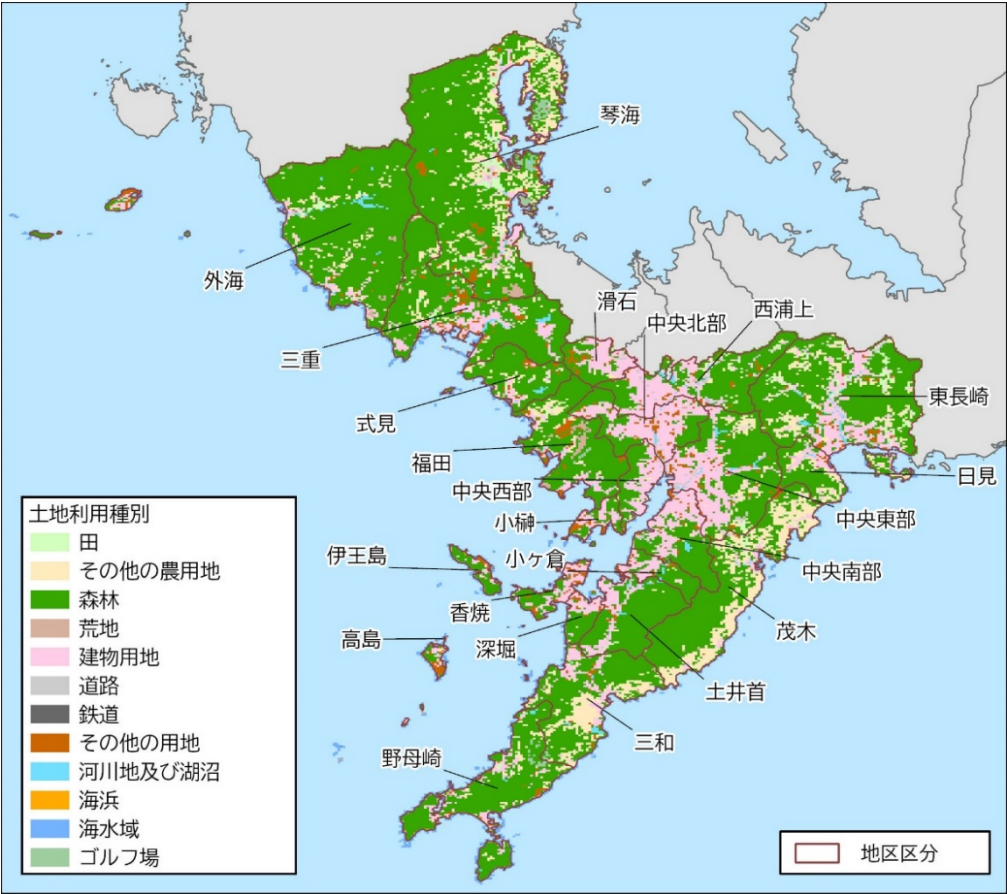 琴海
外海
滑石
中央北部
西浦上
三重
東長崎
式見
福田
日見
中央西部
中央東部
小榊
伊王島
小ヶ倉
中央南部
香焼
茂木
高島
深堀
土井首
三和
野母崎
土地利用種別
田
その他の農用地
森林
荒地
建物用地
道路
鉄道
その他の用地
河川地及び湖沼
海浜
海水域
ゴルフ場
地区区分